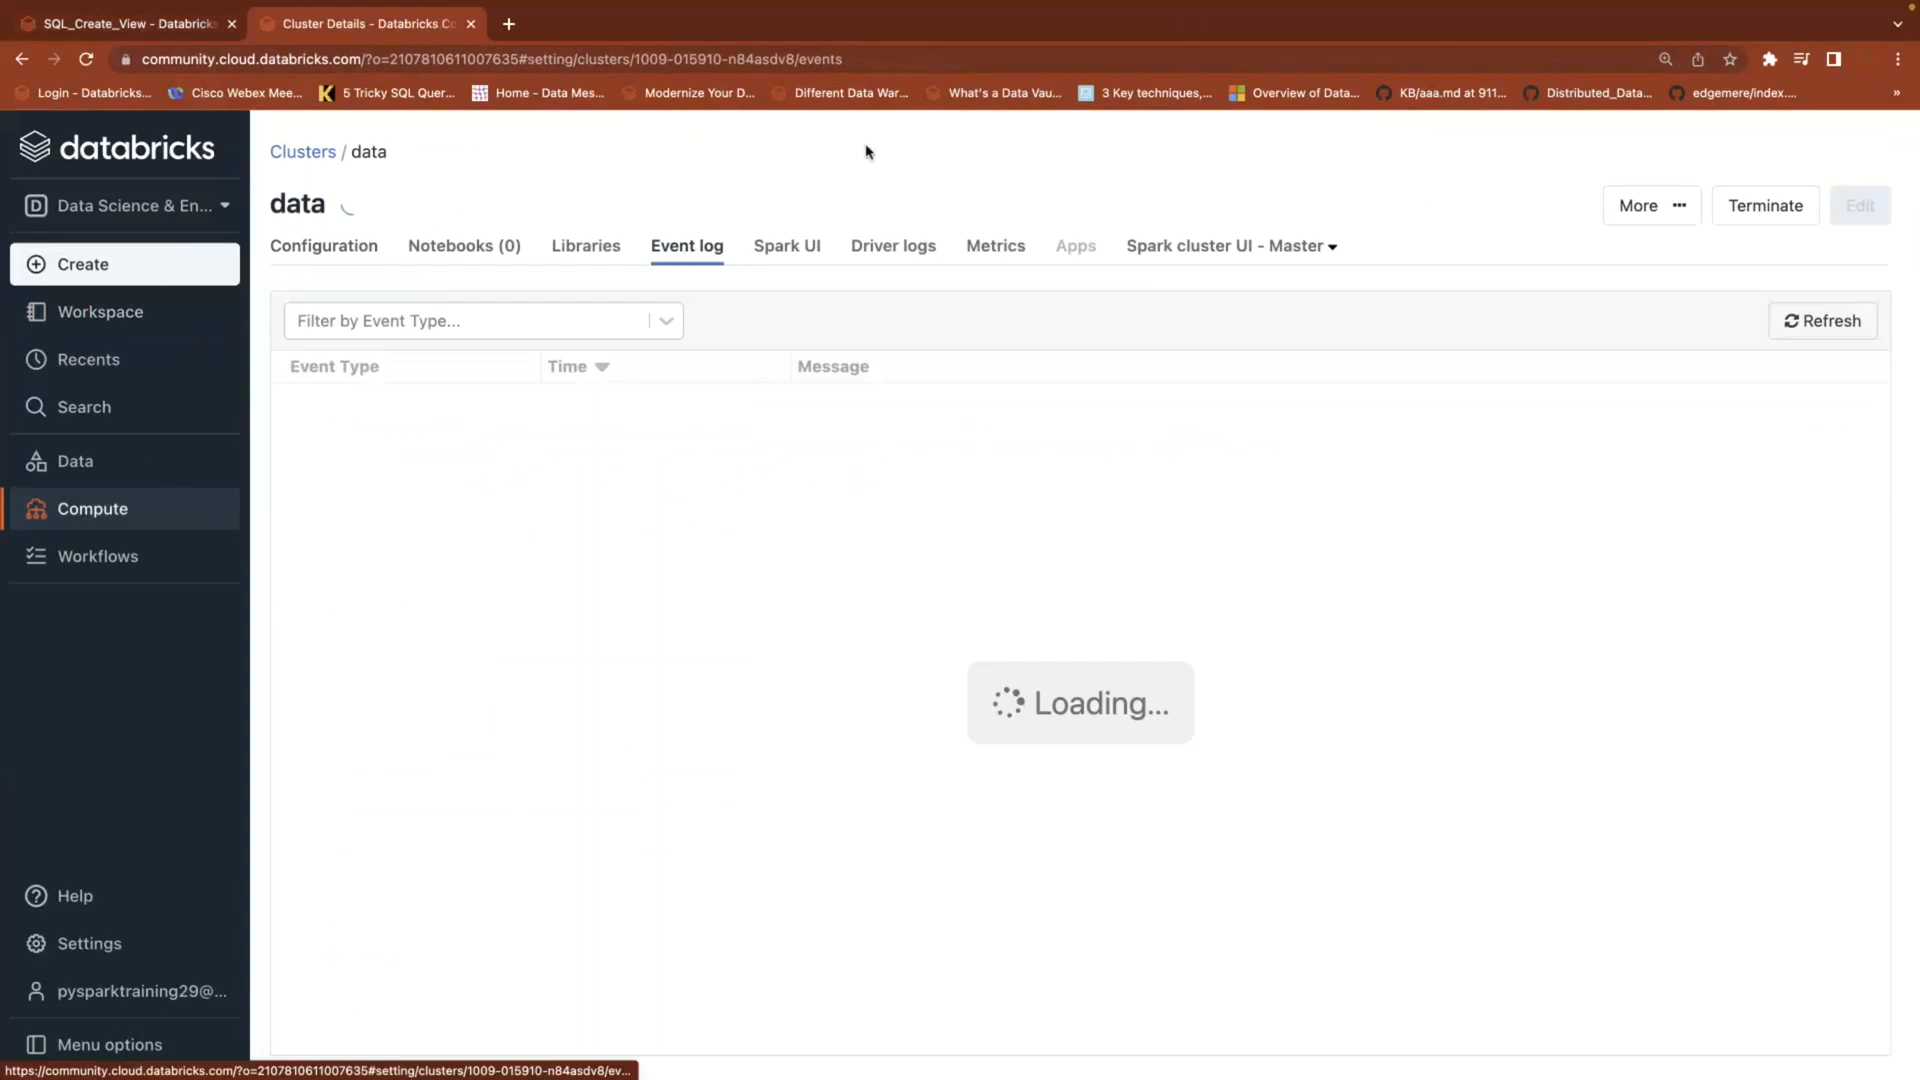 SQL_Create_View - Databricks
Cluster Details - Databricks Co
community.cloud.databricks.com/?o=2107810611007635#setting/clusters/1009-015910-n84asdv8/events
Login - Databricks... Cisco Webex Mee... 5 Tricky SQL Quer... Home - Data Mes... Modernize Your D... Different Data War... What's a Data Vau... 3 Key techniques,... Overview of Data... KB/aaa.md at 911... Distributed_Data... edgemere/index.... »
databricks
Data Science & En...
Create
Workspace
Recents
Search
Data
Compute
Workflows
Help
Settings
pysparktraining29@...
Menu options
Clusters / data
data
More ••• Terminate Edit
Configuration Notebooks (0) Libraries Event log Spark UI Driver logs Metrics Apps Spark cluster UI - Master
Filter by Event Type...
Refresh
Event Type Time Message
Loading...
https://community.cloud.databricks.com/?o=2107810611007635#setting/clusters/1009-015910-n84asdv8/ev...